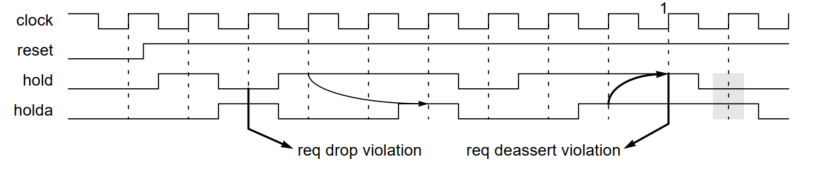 1
clock
reset
hold
holda
req drop violation
req deassert violation